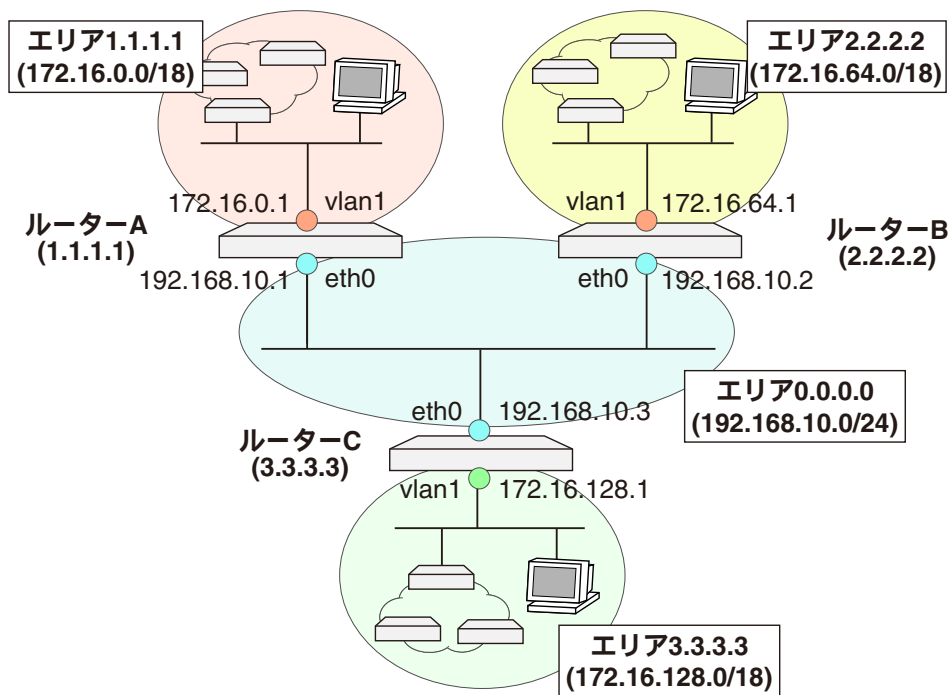 エリア1.1.1.1
(172.16.0.0/18)
エリア2.2.2.2
(172.16.64.0/18)
172.16.0.1
vlan1
vlan1
172.16.64.1
ルーターA
(1.1.1.1)
ルーターB
(2.2.2.2)
192.168.10.1
eth0
eth0
192.168.10.2
エリア0.0.0.0
(192.168.10.0/24)
eth0
192.168.10.3
ルーターC
(3.3.3.3)
vlan1
172.16.128.1
エリア3.3.3.3
(172.16.128.0/18)